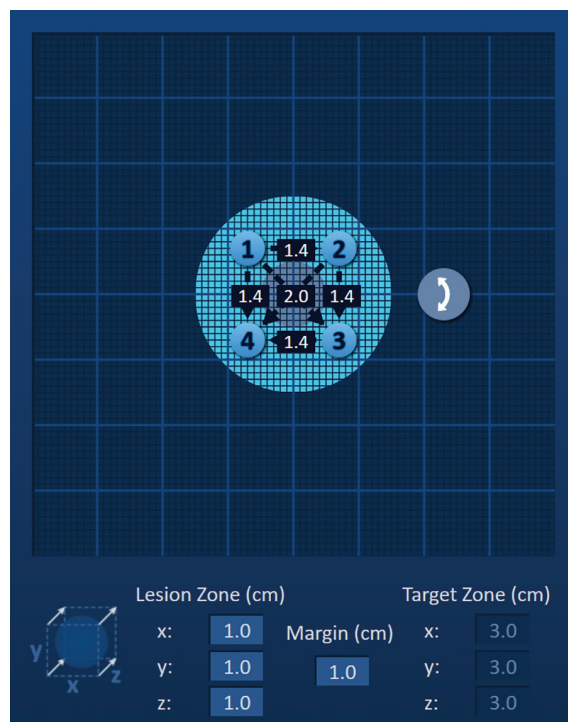 1 1.4 2
1.4 2.0 1.4
4 1.4 3
Lesion Zone (cm) Target Zone (cm)
x: 1.0 Margin (cm) x: 3.0
y: 1.0 1.0 y: 3.0
z: 1.0 z: 3.0
y
x
z